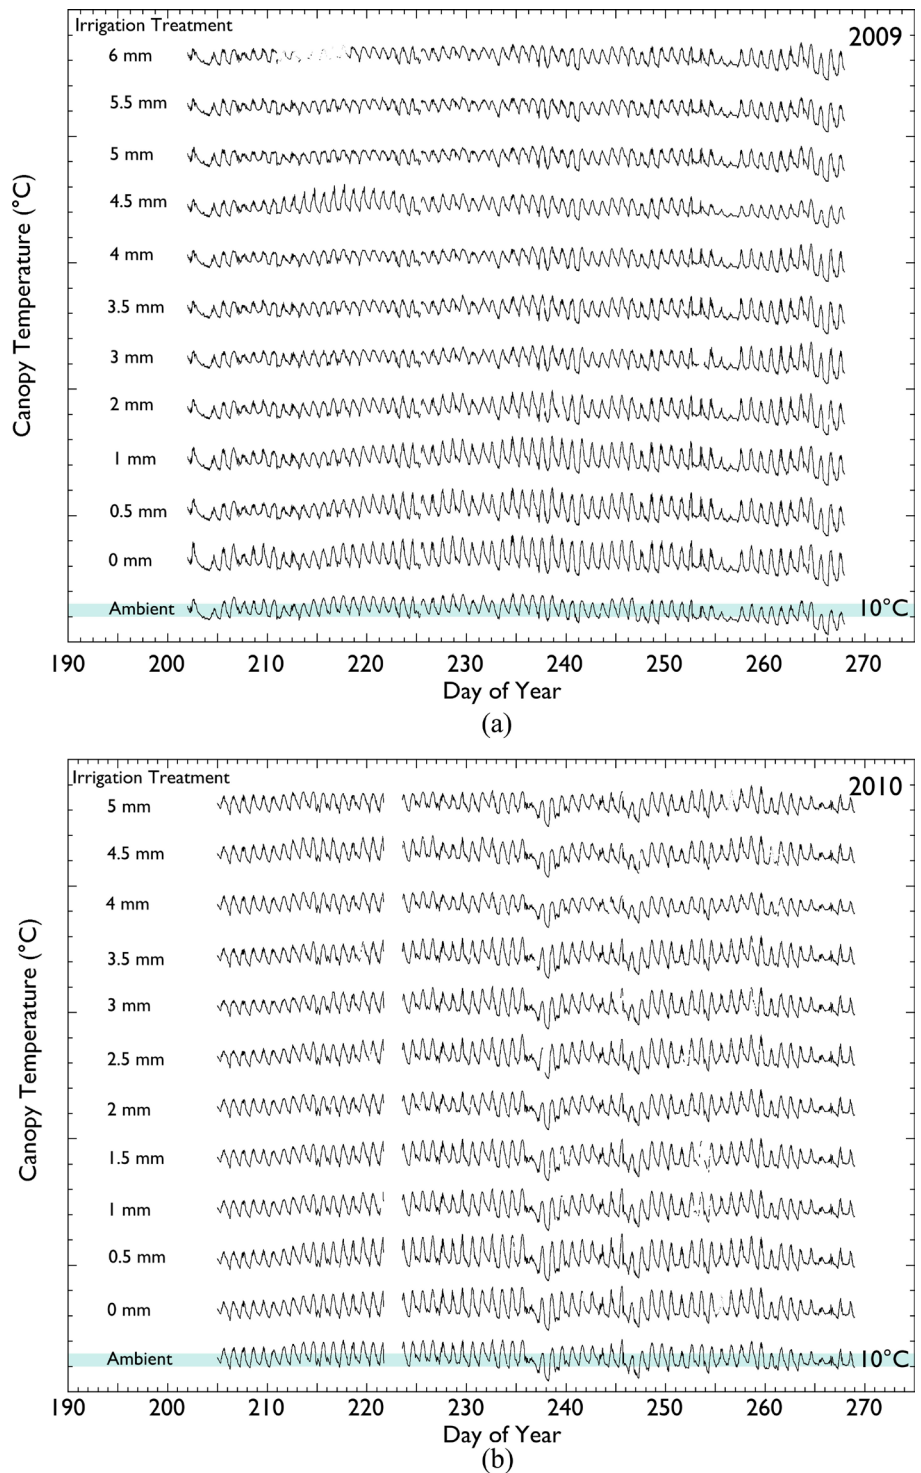 Irrigation Treatment
2009
6 mm
5.5 mm
5 mm
4.5 mm
4 mm
3.5 mm
3 mm
2 mm
1 mm
0.5 mm
0 mm
Ambient
10°C
Canopy Temperature (°C)
190 200 210 220 230 240 250 260 270
Day of Year
(a)
Irrigation Treatment
2010
5 mm
4.5 mm
4 mm
3.5 mm
3 mm
2.5 mm
2 mm
1.5 mm
1 mm
0.5 mm
0 mm
Ambient
10°C
Canopy Temperature (°C)
190 200 210 220 230 240 250 260 270
Day of Year
(b)